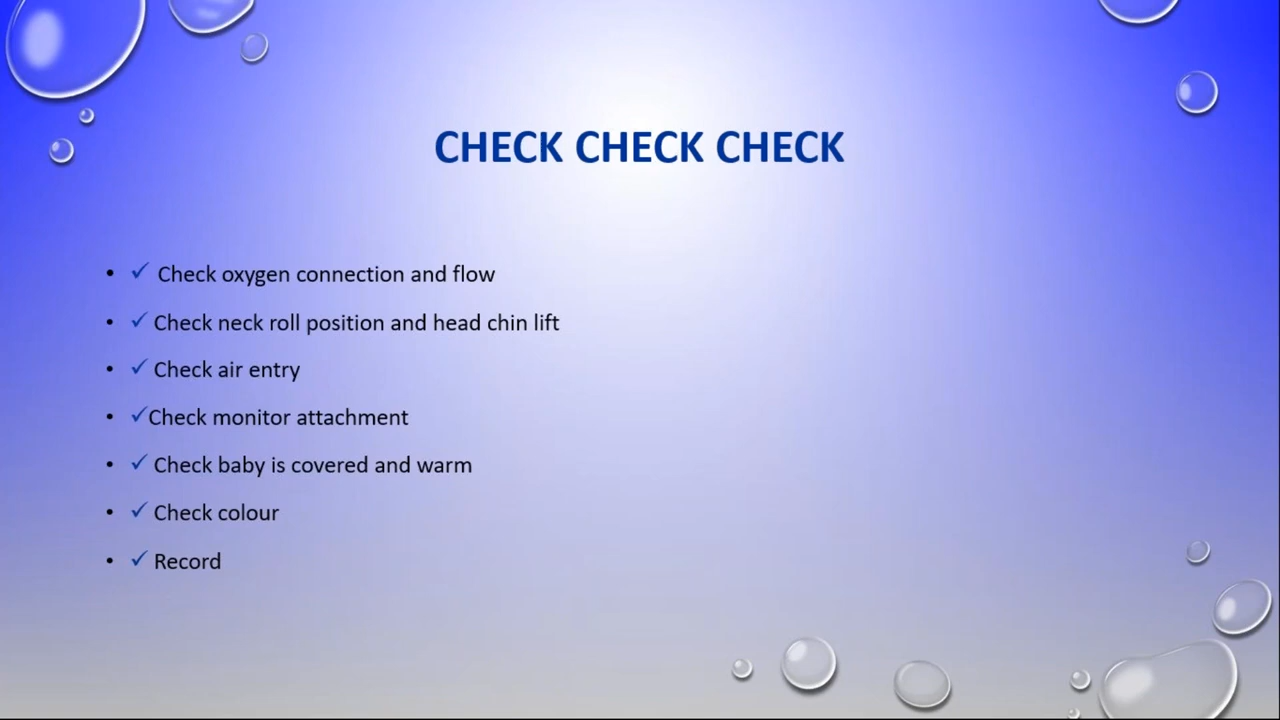 CHECK CHECK CHECK
• ✓ Check oxygen connection and flow
• ✓ Check neck roll position and head chin lift
• ✓ Check air entry
• ✓Check monitor attachment
• ✓ Check baby is covered and warm
• ✓ Check colour
• ✓ Record